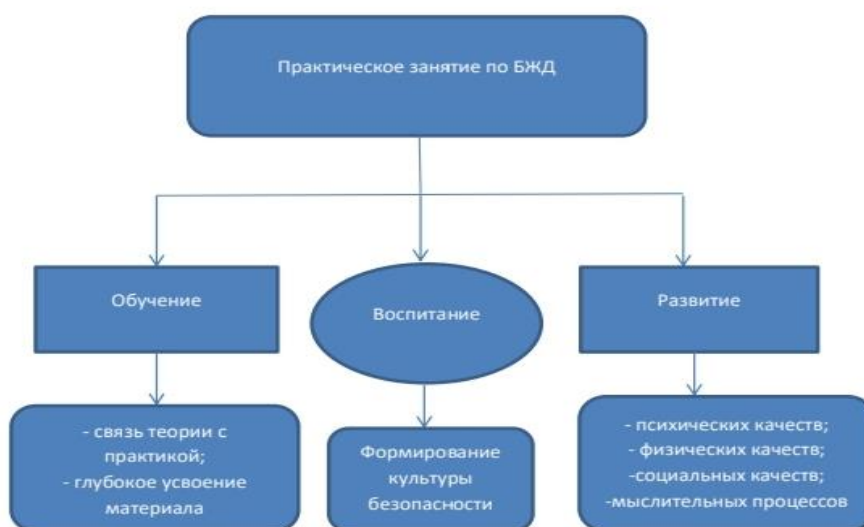 Практическое занятие по БЖД
Обучение
Воспитание
Развитие
- связь теории с
практикой;
- глубокое усвоение
материала
Формирование
культуры
безопасности
- психических качеств;
- физических качеств;
-социальных качеств;
-мыслительных процессов